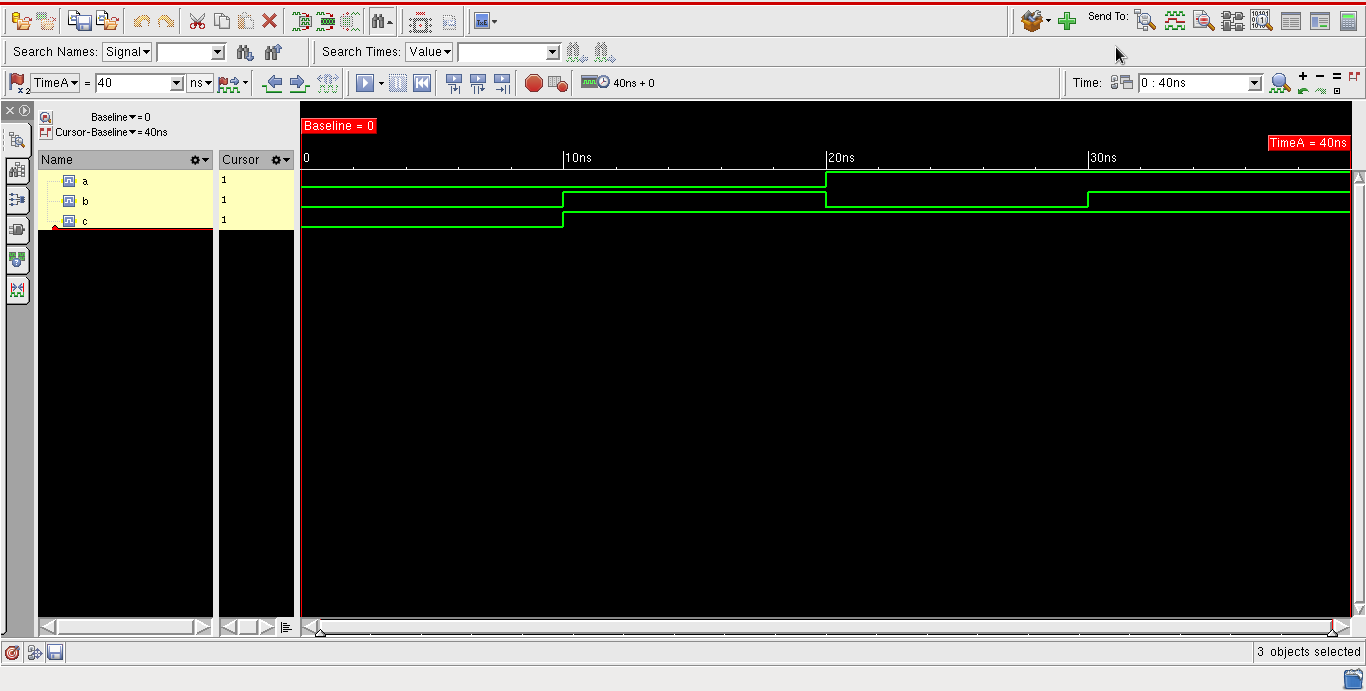 Send To:
Search Names: Signal Search Times: Value
TimeA = 40 ns 40ns + 0 Time: 0 : 40ns
Baseline = 0
Cursor-Baseline = 40ns
Baseline = 0
TimeA = 40ns
Name Cursor 0 10ns 20ns 30ns
a 1
b 1
c 1
3 objects selected